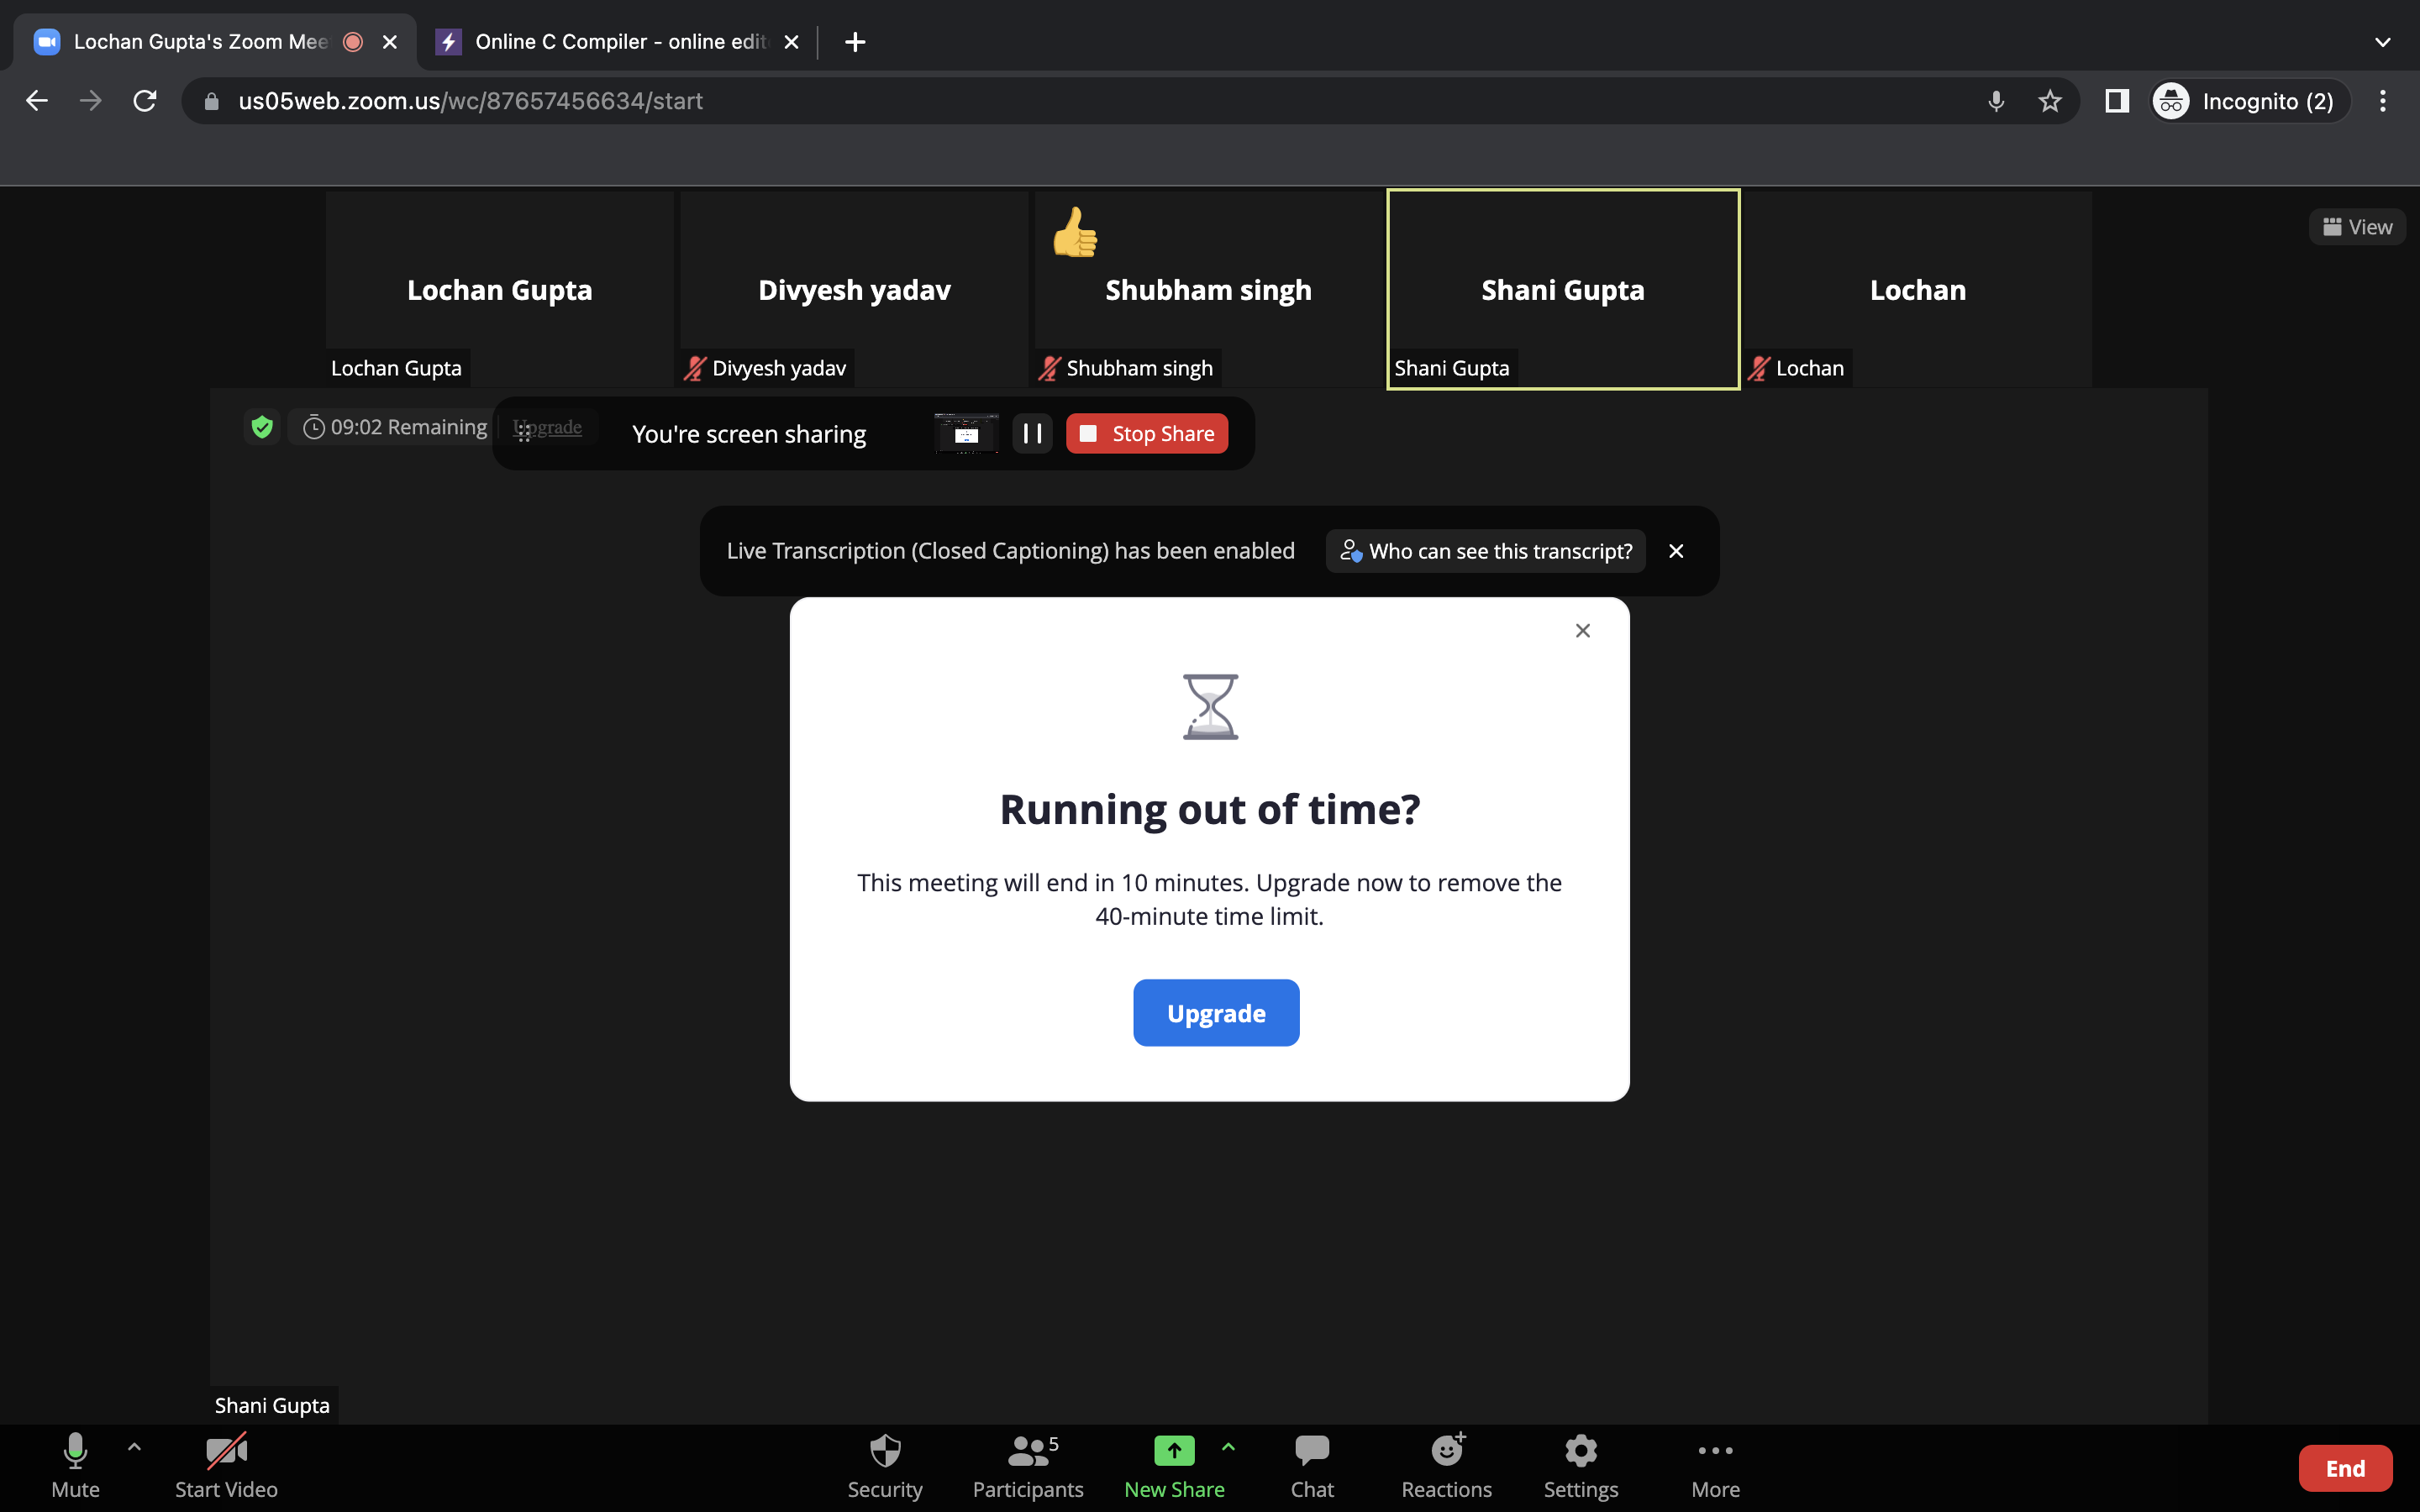 Lochan Gupta's Zoom Mee
Online C Compiler - online edit
us05web.zoom.us/wc/87657456634/start
Incognito (2)
View
Lochan Gupta
Divyesh yadav
Shubham singh
Shani Gupta
Lochan
Lochan Gupta
Divyesh yadav
Shubham singh
Shani Gupta
Lochan
09:02 Remaining
Upgrade
You're screen sharing
Stop Share
Live Transcription (Closed Captioning) has been enabled
Who can see this transcript?
Running out of time?
This meeting will end in 10 minutes. Upgrade now to remove the
40-minute time limit.
Upgrade
Shani Gupta
5
Mute
Start Video
Security
Participants
New Share
Chat
Reactions
Settings
More
End